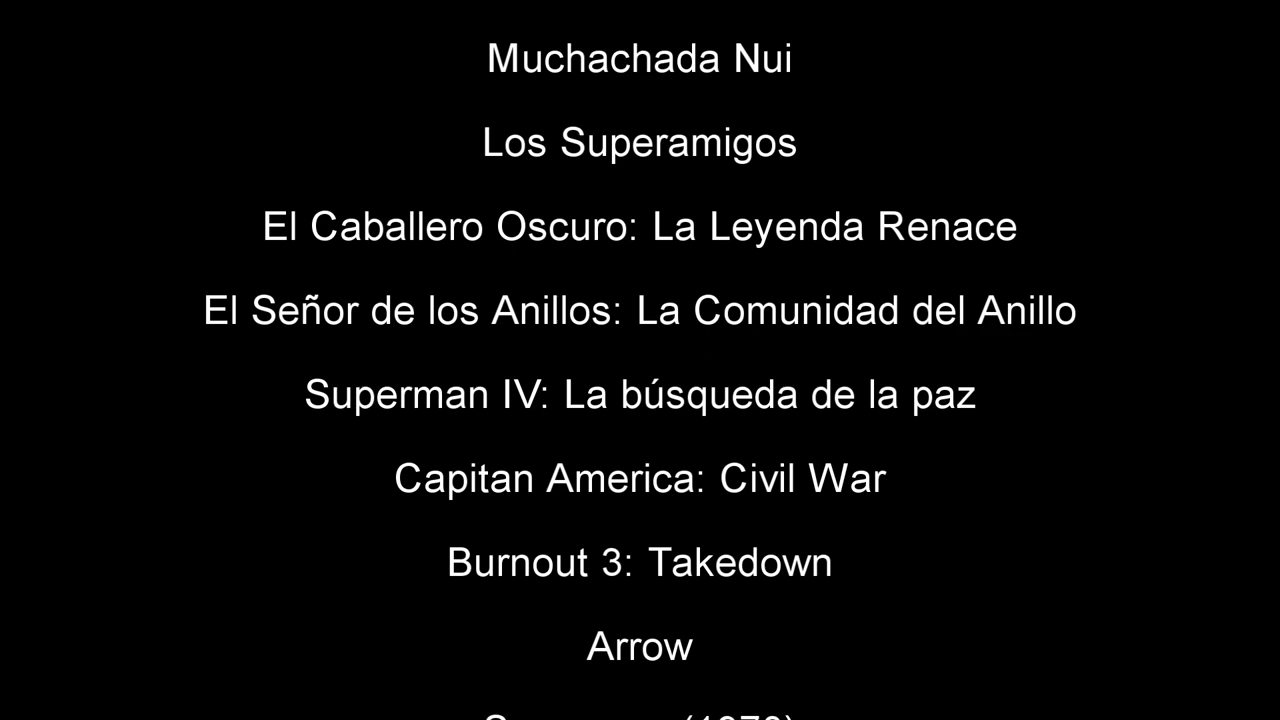 Muchachada Nui
Los Superamigos
El Caballero Oscuro: La Leyenda Renace
El Señor de los Anillos: La Comunidad del Anillo
Superman IV: La búsqueda de la paz
Capitan America: Civil War
Burnout 3: Takedown
Arrow